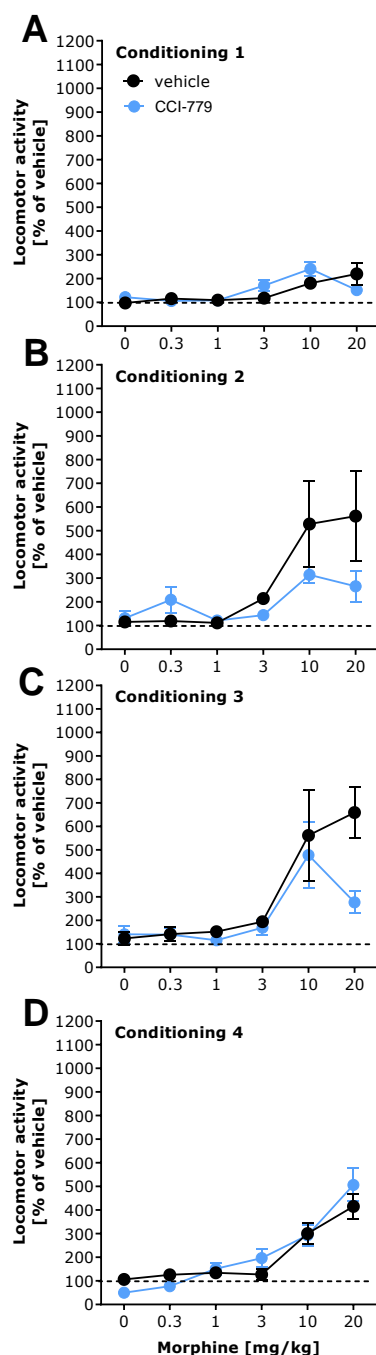 A
Conditioning 1
vehicle
CCI-779
Locomotor activity
[% of vehicle]
1200
1100
1000
900
800
700
600
500
400
300
200
100
0
0 0.3 1 3 10 20
B
Conditioning 2
Locomotor activity
[% of vehicle]
1200
1100
1000
900
800
700
600
500
400
300
200
100
0
0 0.3 1 3 10 20
C
Conditioning 3
Locomotor activity
[% of vehicle]
1200
1100
1000
900
800
700
600
500
400
300
200
100
0
0 0.3 1 3 10 20
D
Conditioning 4
Locomotor activity
[% of vehicle]
1200
1100
1000
900
800
700
600
500
400
300
200
100
0
0 0.3 1 3 10 20
Morphine [mg/kg]